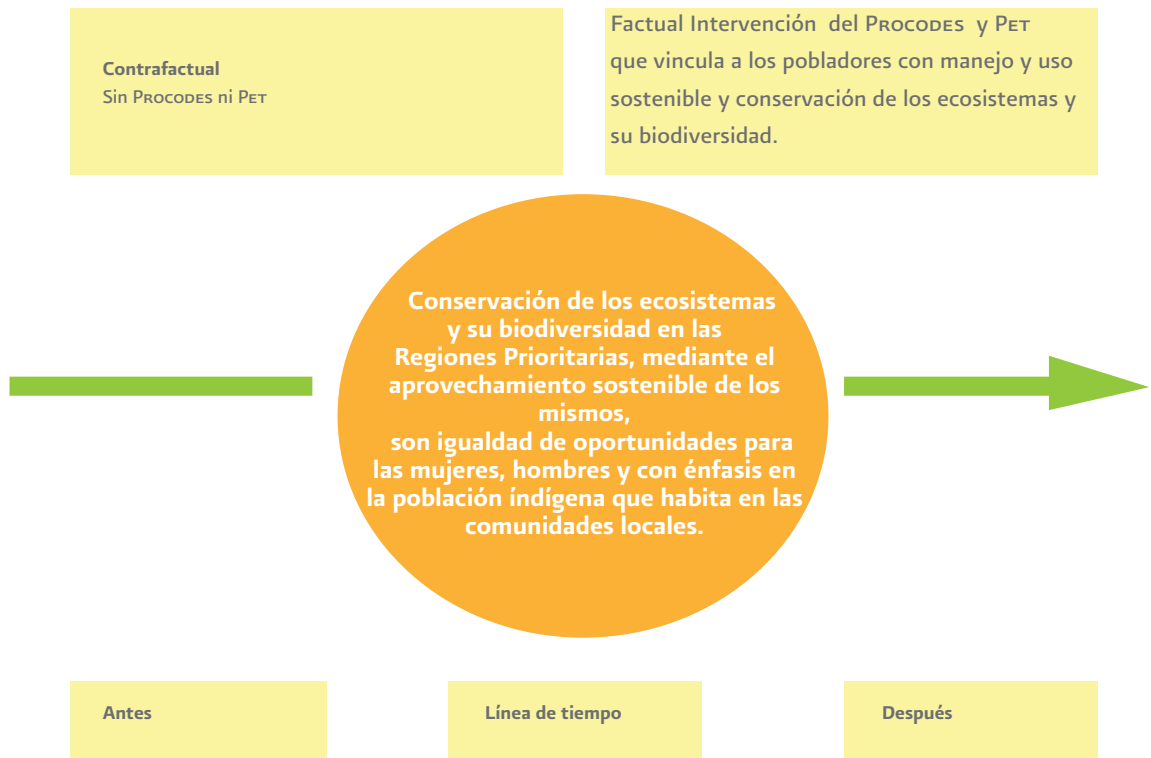 Contrafactual
Sin Procodes ni Pet
Factual Intervención del Procodes y Pet
que vincula a los pobladores con manejo y uso
sostenible y conservación de los ecosistemas y
su biodiversidad.
Conservación de los ecosistemas
y su biodiversidad en las
Regiones Prioritarias, mediante el
aprovechamiento sostenible de los
mismos,
son igualdad de oportunidades para
las mujeres, hombres y con énfasis en
la población índígena que habita en las
comunidades locales.
Antes
Línea de tiempo
Después